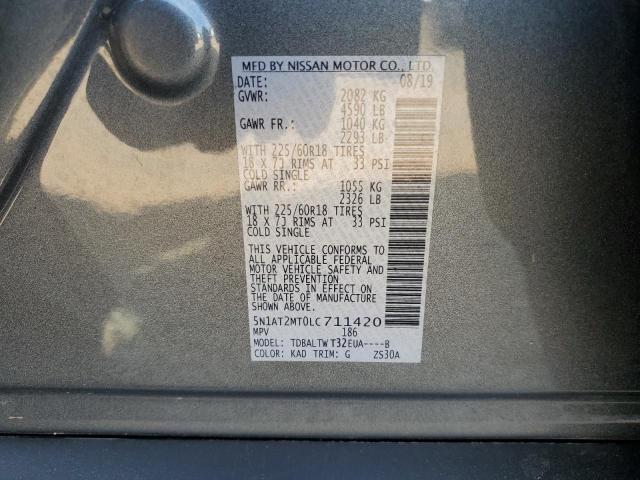 MFD BY NISSAN MOTOR CO., LTD.
DATE: 08/19
GVWR: 2082 KG
4590 LB
GAWR FR.: 1040 KG
2293 LB
WITH 225/60R18 TIRES
18 X 7J RIMS AT 33 PSI
COLD SINGLE
GAWR RR.: 1055 KG
2326 LB
WITH 225/60R18 TIRES
18 X 7J RIMS AT 33 PSI
COLD SINGLE
THIS VEHICLE CONFORMS TO
ALL APPLICABLE FEDERAL
MOTOR VEHICLE SAFETY AND
THEFT PREVENTION
STANDARDS IN EFFECT ON
THE DATE OF MANUFACTURE
SHOWN ABOVE.
5N1AT2MT0LC711420
MPV 186
MODEL: TDBALTWT32EUA----B
COLOR: KAD TRIM: G ZS30A